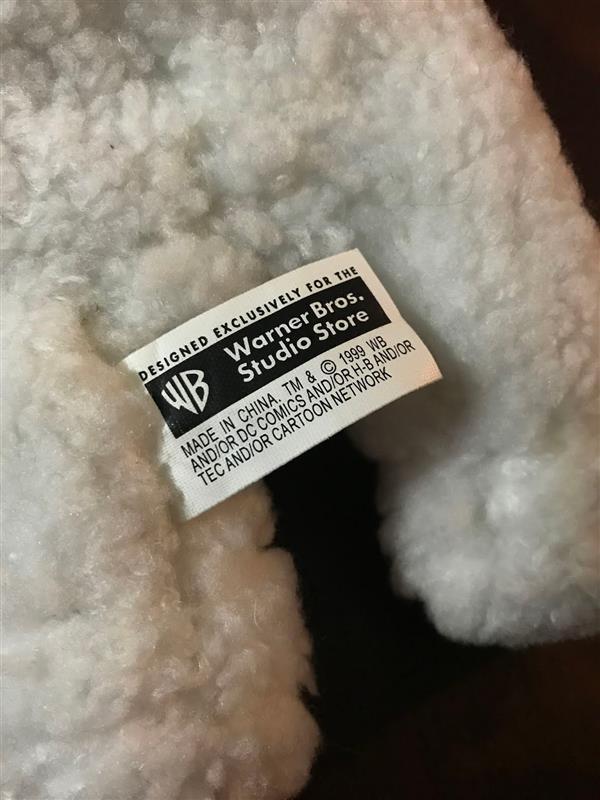 DESIGNED EXCLUSIVELY FOR THE
WB
Warner Bros.
Studio Store
MADE IN CHINA, TM & © 1999 WB
AND/OR DC COMICS AND/OR H-B AND/OR
TEC AND/OR CARTOON NETWORK